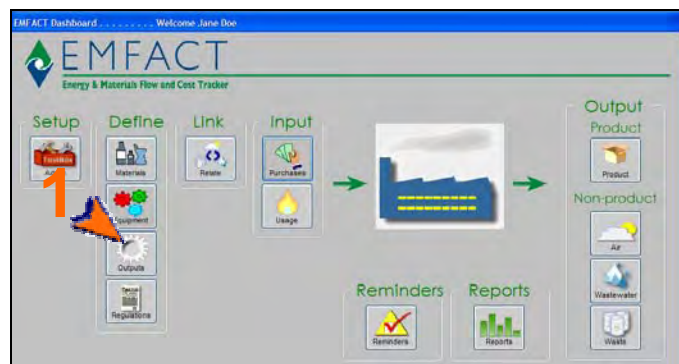 EMFACT Dashboard . . . . . . . . . Welcome Jane Doe
EMFACT
Energy & Materials Flow and Cost Tracker
Setup
Define
Link
Input
Output
Product
Materials
Relate
Purchases
Product
1
Equipment
Usage
Non-product
Air
Outputs
Reminders
Reports
Wastewater
Regulations
Reminders
Reports
Waste